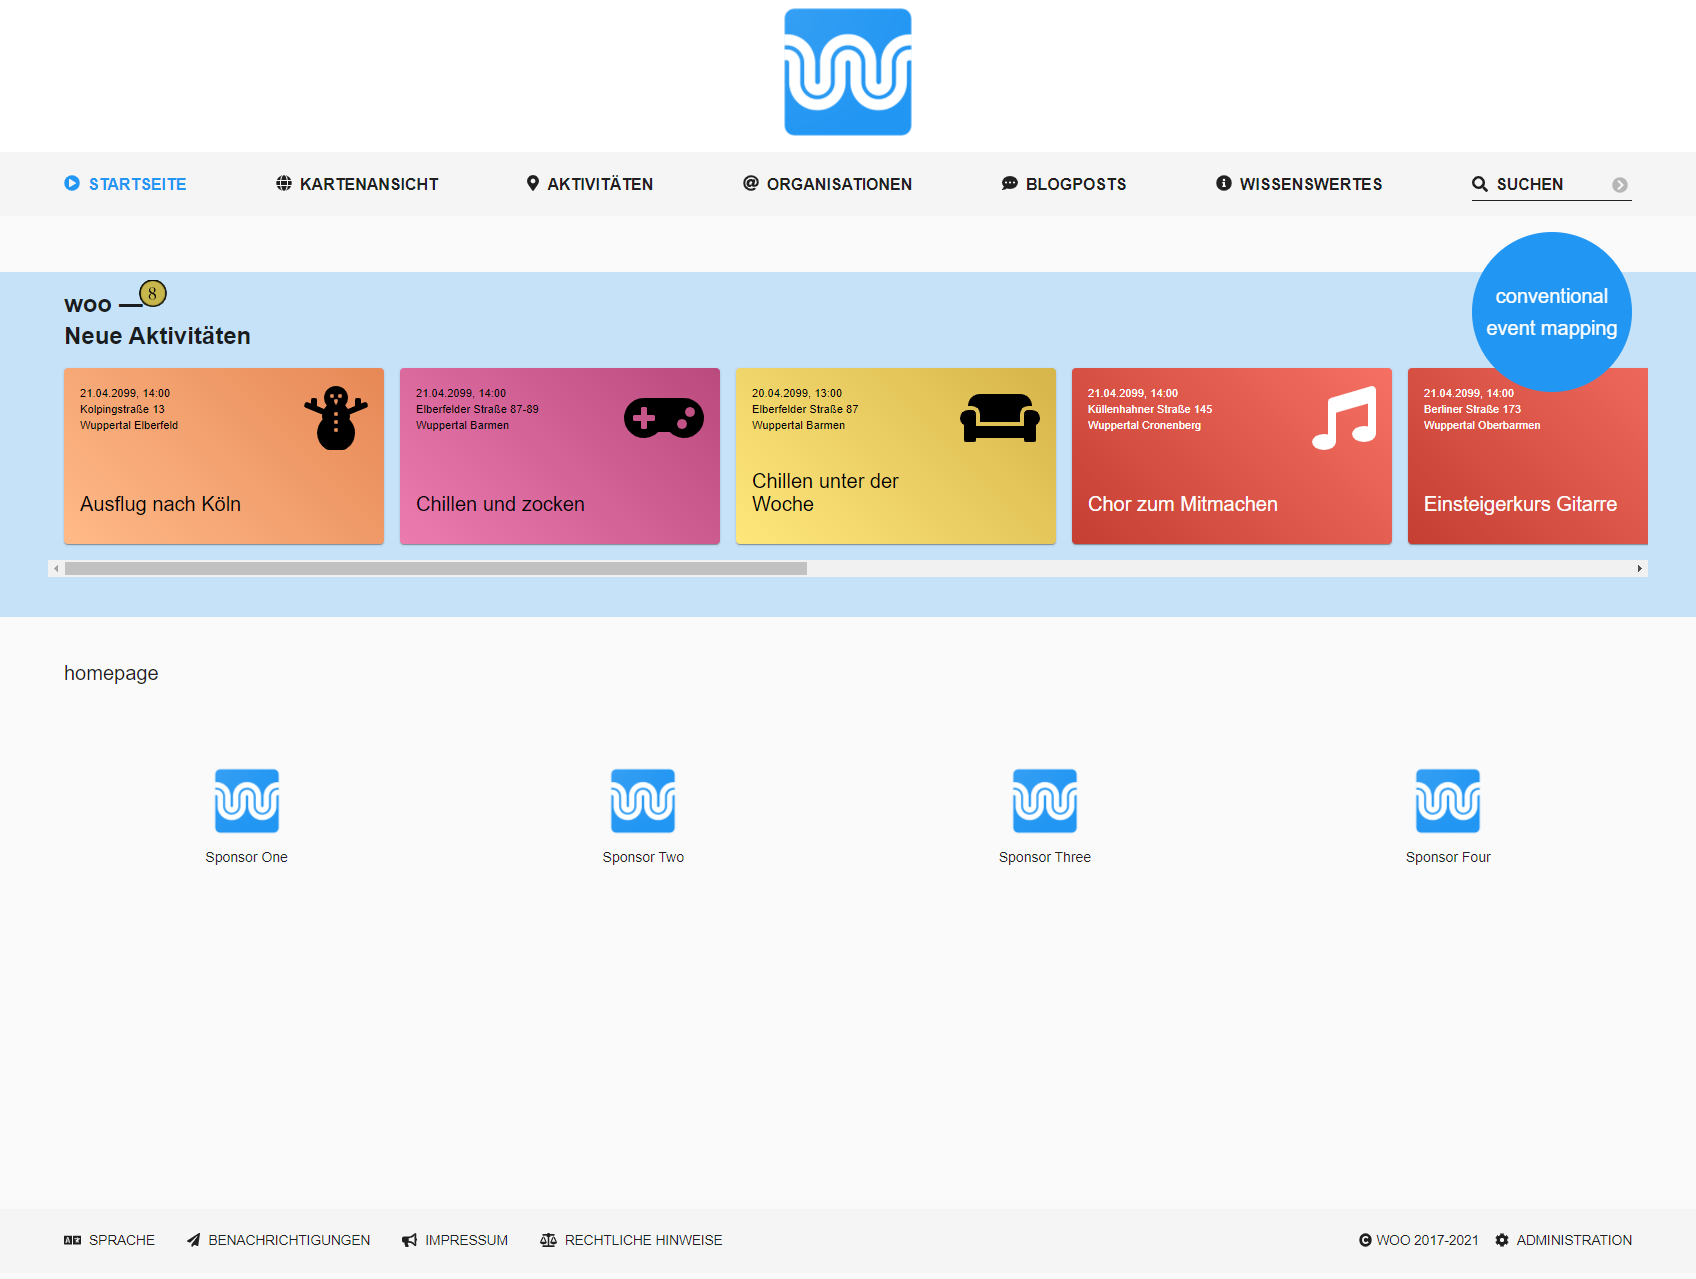 STARTSEITE
KARTENANSICHT
AKTIVITÄTEN
ORGANISATIONEN
BLOGPOSTS
WISSENSWERTES
SUCHEN
conventional
event mapping
woo —
8
Neue Aktivitäten
21.04.2099, 14:00
Kolpingstraße 13
Wuppertal Elberfeld
Ausflug nach Köln
21.04.2099, 14:00
Elberfelder Straße 87-89
Wuppertal Barmen
Chillen und zocken
20.04.2099, 13:00
Elberfelder Straße 87
Wuppertal Barmen
Chillen unter der
Woche
21.04.2099, 14:00
Küllenhahner Straße 145
Wuppertal Cronenberg
Chor zum Mitmachen
21.04.2099, 14:00
Berliner Straße 173
Wuppertal Oberbarmen
Einsteigerkurs Gitarre
homepage
Sponsor One
Sponsor Two
Sponsor Three
Sponsor Four
SPRACHE
BENACHRICHTIGUNGEN
IMPRESSUM
RECHTLICHE HINWEISE
WOO 2017-2021
ADMINISTRATION